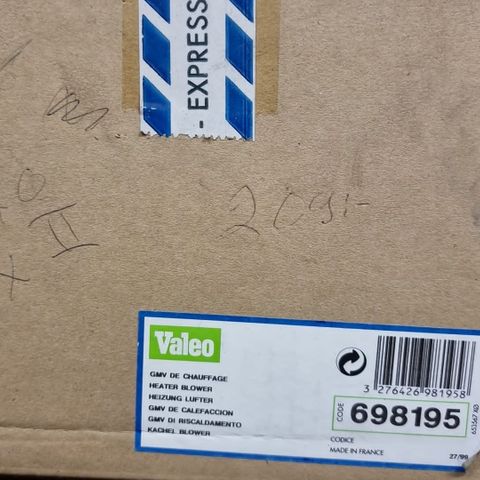 - EXPRESS
209:-
Valeo
GMV DE CHAUFFAGE
HEATER BLOWER
HEIZUNG LUFTER
GMV DE CALEFACCION
GMV DI RISCALDAMENTO
KACHEL BLOWER
3 276426 981958
CODE
698195
CODICE
MADE IN FRANCE
27/99